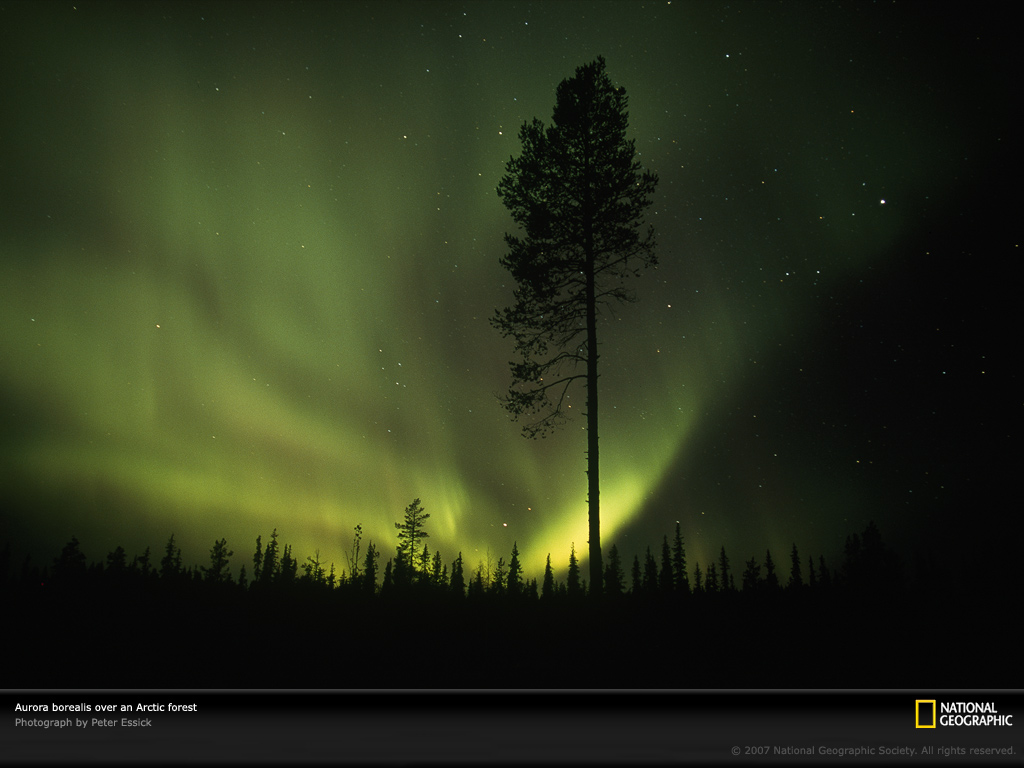 Aurora borealis over an Arctic forest
Photograph by Peter Essick
NATIONAL
GEOGRAPHIC
© 2007 National Geographic Society. All rights reserved.